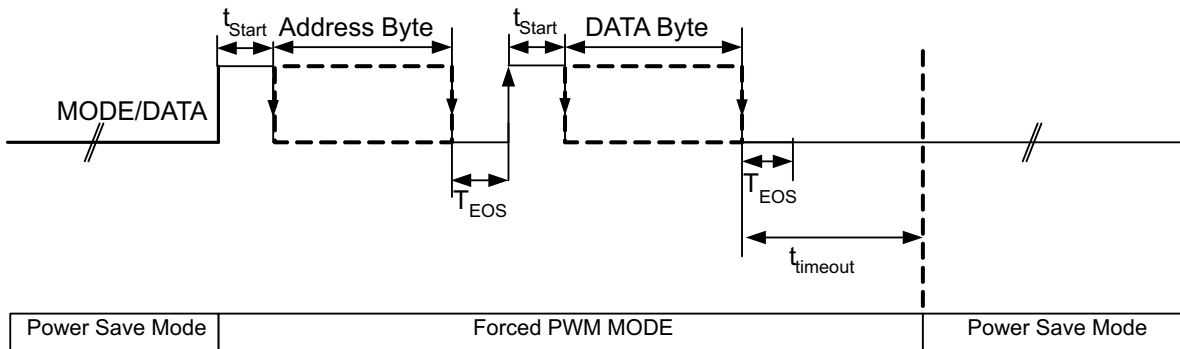 tStart Address Byte tStart DATA Byte
MODE/DATA
TEOS TEOS
ttimeout
Power Save Mode Forced PWM MODE Power Save Mode